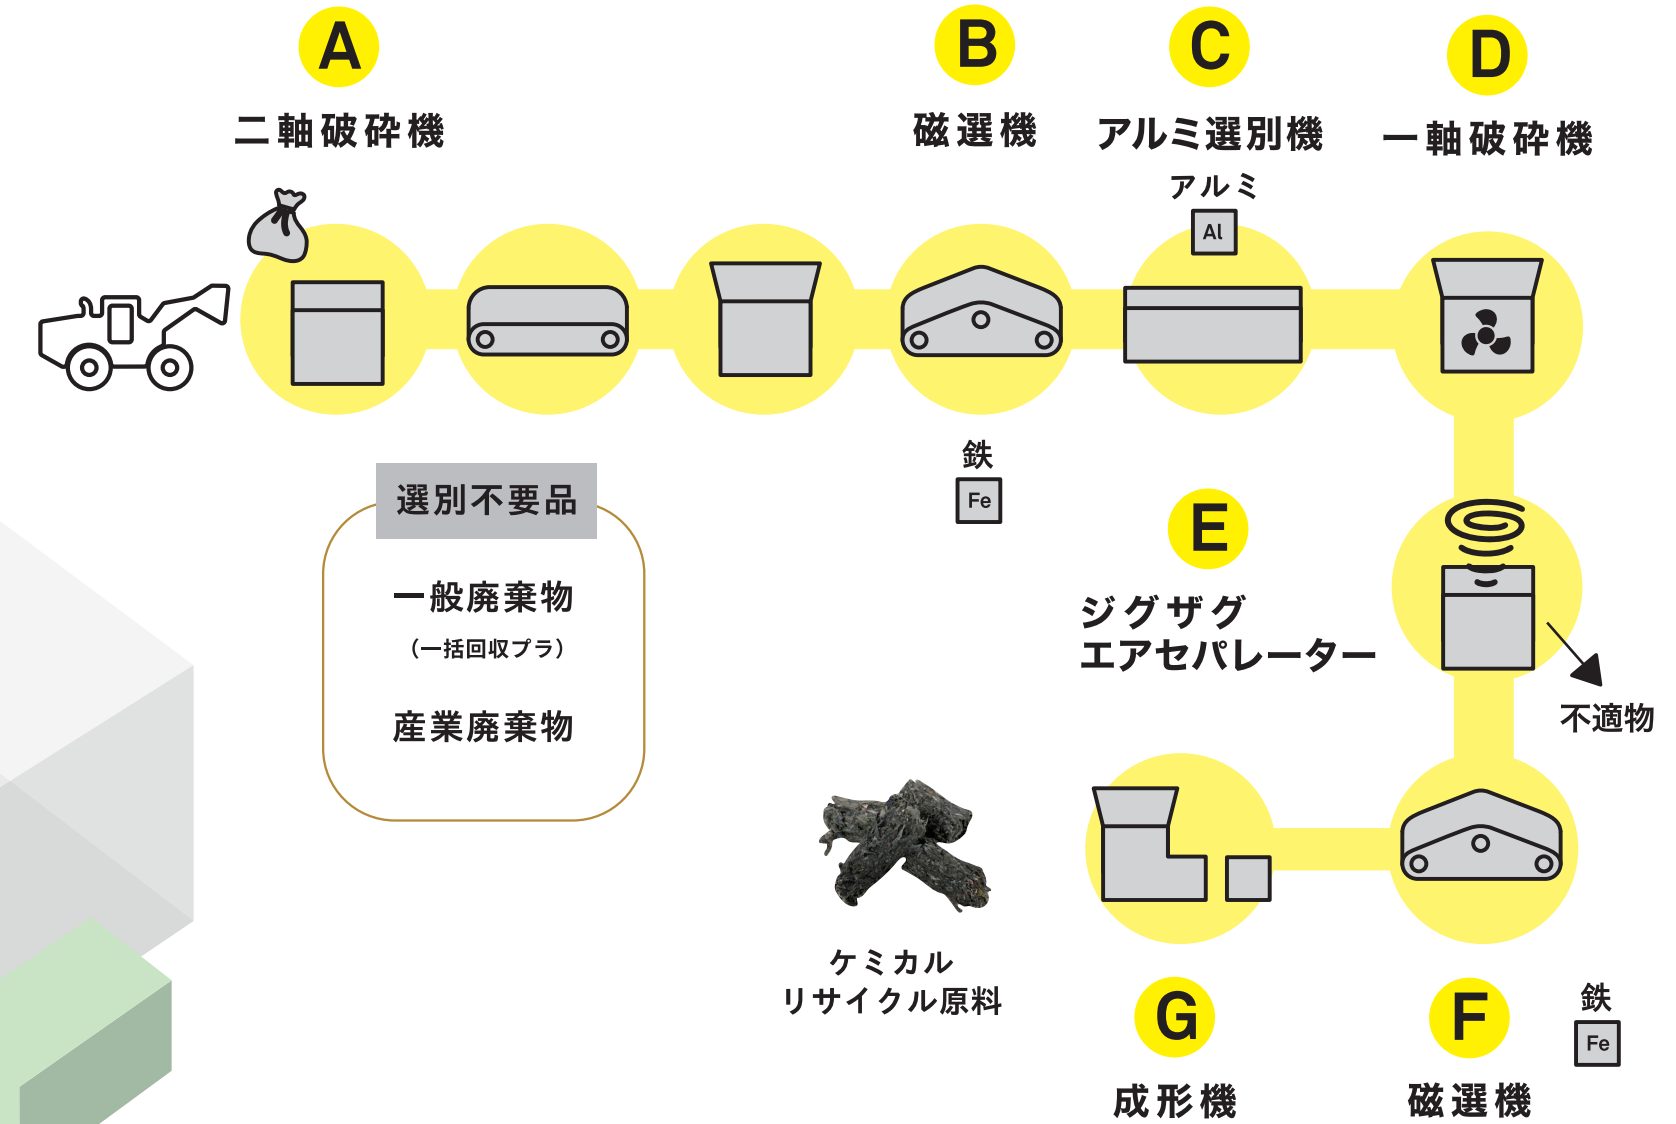 A
二軸破砕機
B
磁選機
C
アルミ選別機
アルミ
Al
D
一軸破砕機
鉄
Fe
選別不要品
一般廃棄物
（一括回収プラ）
産業廃棄物
E
ジグザグ
エアセパレーター
不適物
ケミカル
リサイクル原料
G
成形機
F
磁選機
鉄
Fe